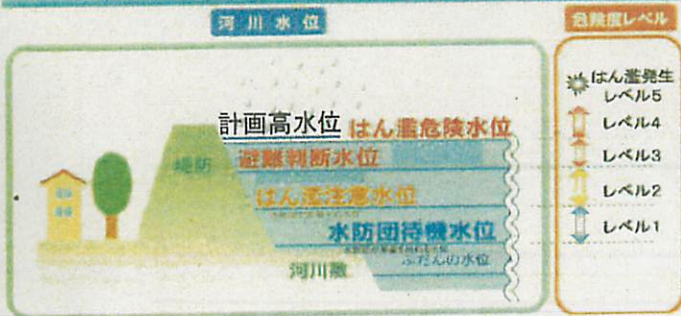 河川水位
危険度レベル
はん濫発生
レベル5
計画高水位
はん濫危険水位
レベル4
堤防
避難判断水位
レベル3
はん濫注意水位
レベル2
水防団待機水位
レベル1
ふだんの水位
河川敷